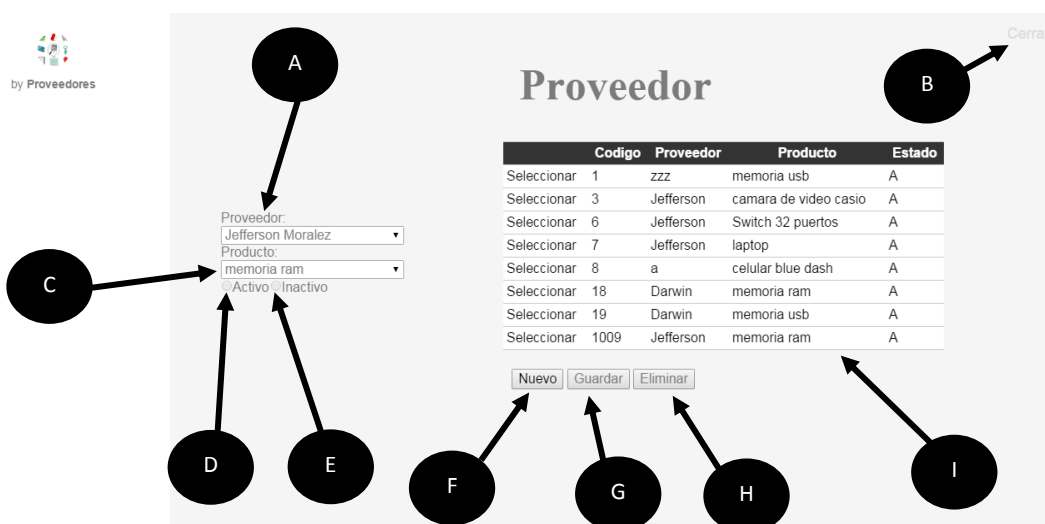 Cerra
A
B
by Proveedores
Proveedor
Codigo Proveedor Producto Estado
Seleccionar 1 zzz memoria usb A
Seleccionar 3 Jefferson camara de video casio A
Seleccionar 6 Jefferson Switch 32 puertos A
Seleccionar 7 Jefferson laptop A
Seleccionar 8 a celular blue dash A
Seleccionar 18 Darwin memoria ram A
Seleccionar 19 Darwin memoria usb A
Seleccionar 1009 Jefferson memoria ram A
Proveedor:
Jefferson Moralez
Producto:
memoria ram
Activo Inactivo
C
Nuevo Guardar Eliminar
D
E
F
G
H
I